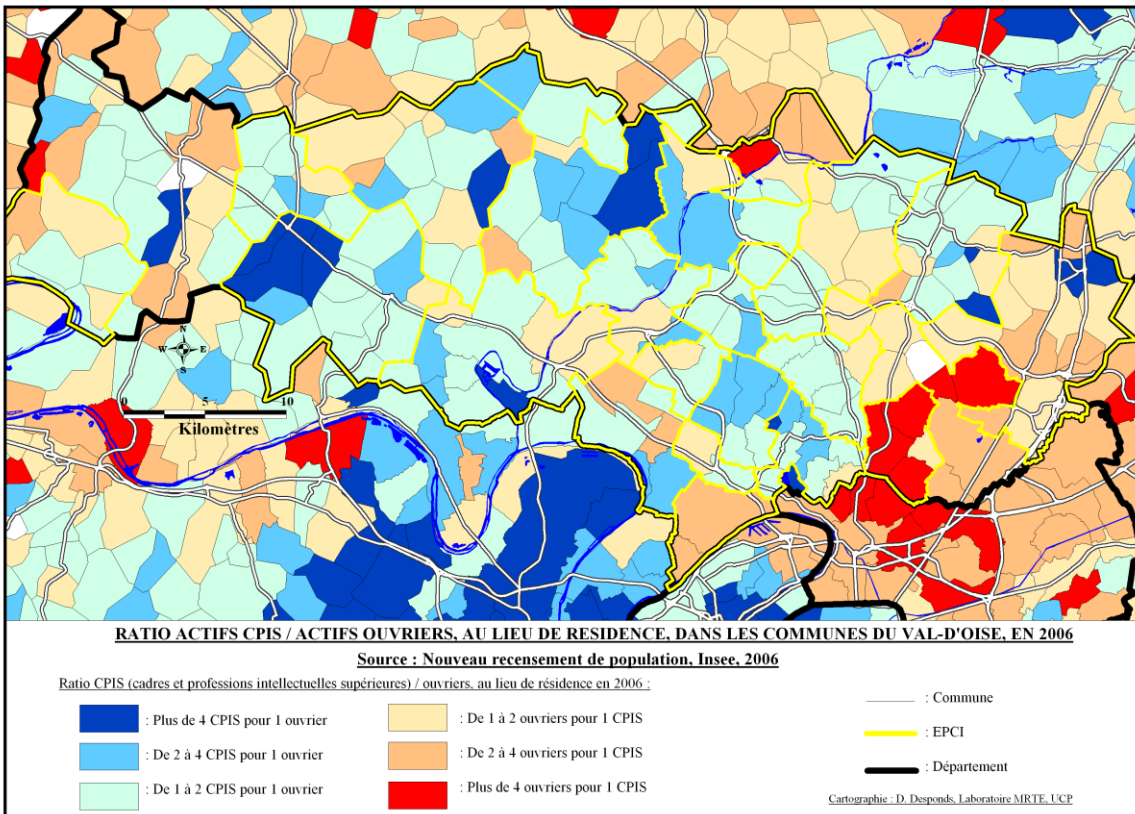 N
W E
S
0 5 10
Kilomètres
RATIO ACTIFS CPIS / ACTIFS OUVRIERS, AU LIEU DE RESIDENCE, DANS LES COMMUNES DU VAL-D'OISE, EN 2006
Source : Nouveau recensement de population, Insee, 2006
Ratio CPIS (cadres et professions intellectuelles supérieures) / ouvriers, au lieu de résidence en 2006 :
: Plus de 4 CPIS pour 1 ouvrier
: De 2 à 4 CPIS pour 1 ouvrier
: De 1 à 2 CPIS pour 1 ouvrier
: De 1 à 2 ouvriers pour 1 CPIS
: De 2 à 4 ouvriers pour 1 CPIS
: Plus de 4 ouvriers pour 1 CPIS
: Commune
: EPCI
: Département
Cartographie : D. Desponds, Laboratoire MRTE, UCP